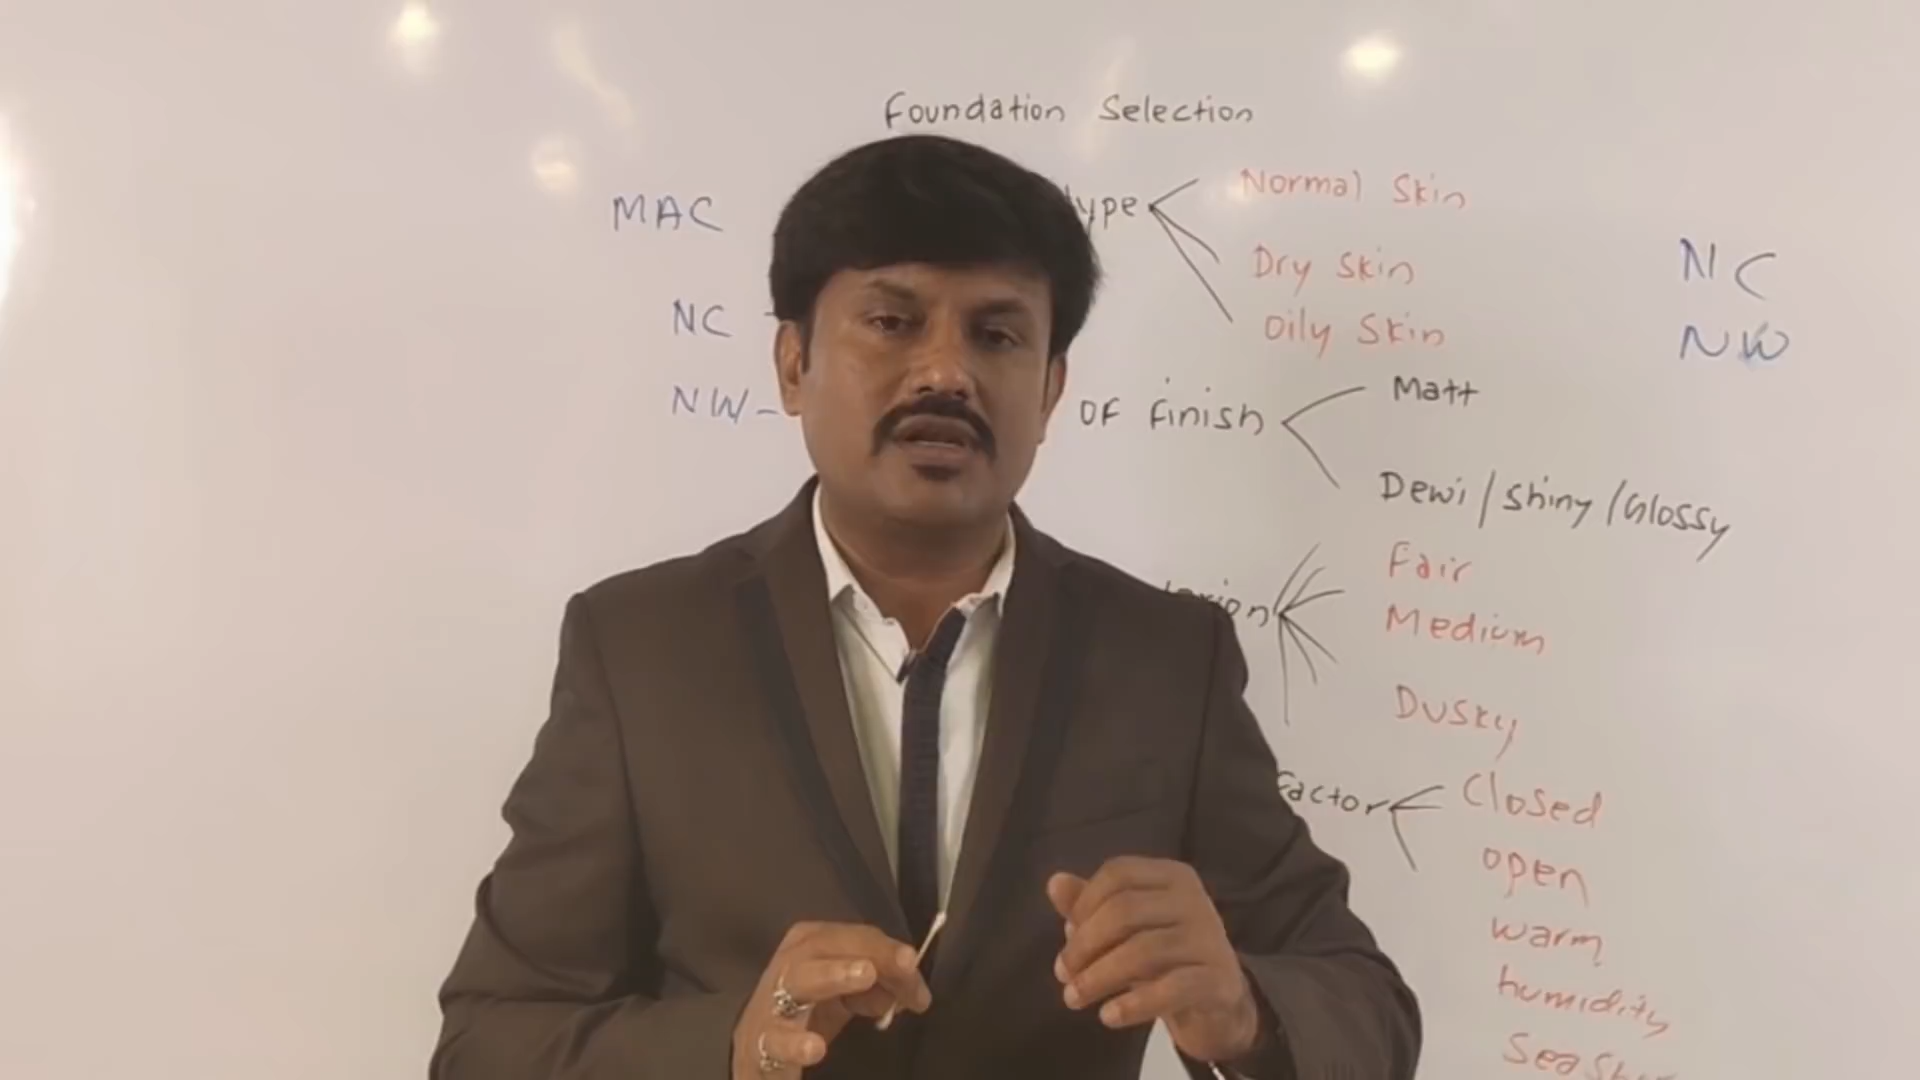 Foundation Selection
MAC
ype
Normal Skin
Dry Skin
Oily Skin
NC
NW
NC -
NW -
OF Finish
Matt
Dewi / Shiny / Glossy
Fair
Medium
Dusky
Factor
Closed
open
warm
humidity